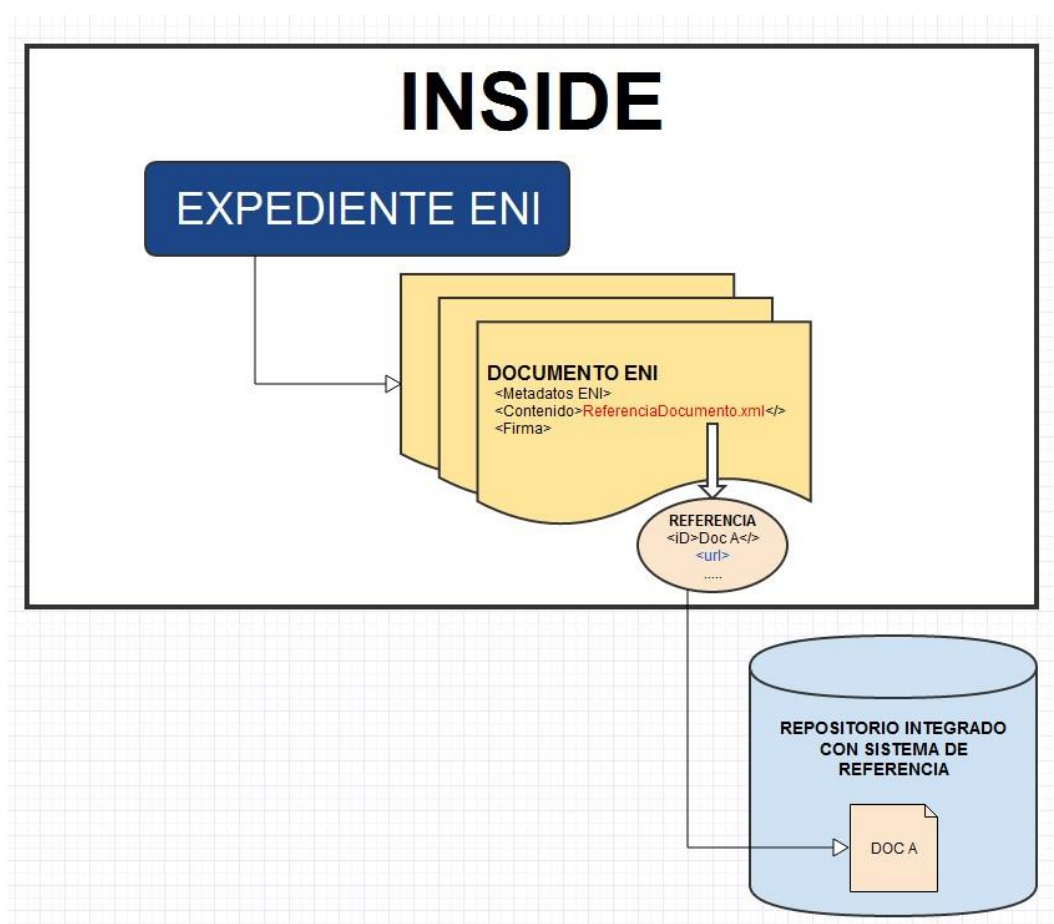 INSIDE
EXPEDIENTE ENI
DOCUMENTO ENI
<Metadatos ENI>
<Contenido>ReferenciaDocumento.xml</>
<Firma>
REFERENCIA
<iD>Doc A</>
<url>
.....
REPOSITORIO INTEGRADO
CON SISTEMA DE
REFERENCIA
DOC A